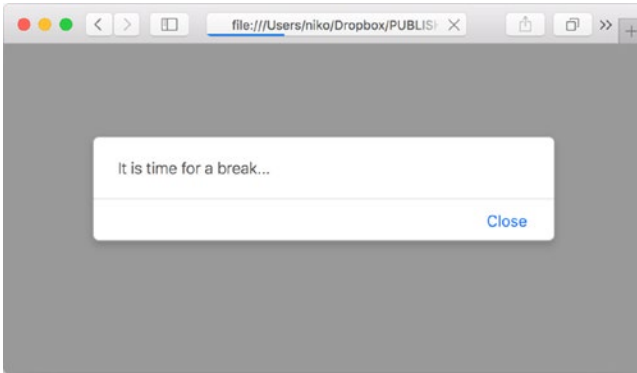 file:///Users/niko/Dropbox/PUBLISH
It is time for a break...
Close